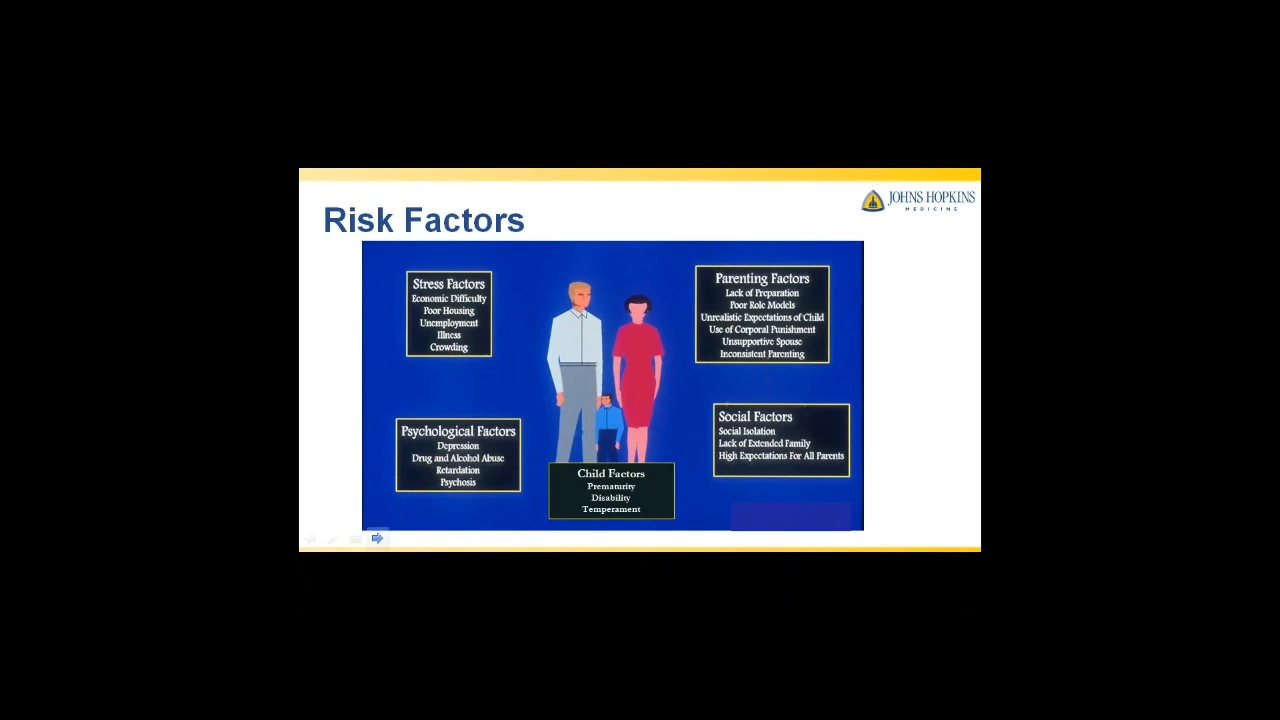 JOHNS HOPKINS
MEDICINE
Risk Factors
Stress Factors
Economic Difficulty
Poor Housing
Unemployment
Illness
Crowding
Parenting Factors
Lack of Preparation
Poor Role Models
Unrealistic Expectations of Child
Use of Corporal Punishment
Unsupportive Spouse
Inconsistent Parenting
Psychological Factors
Depression
Drug and Alcohol Abuse
Retardation
Psychosis
Social Factors
Social Isolation
Lack of Extended Family
High Expectations For All Parents
Child Factors
Prematurity
Disability
Temperament